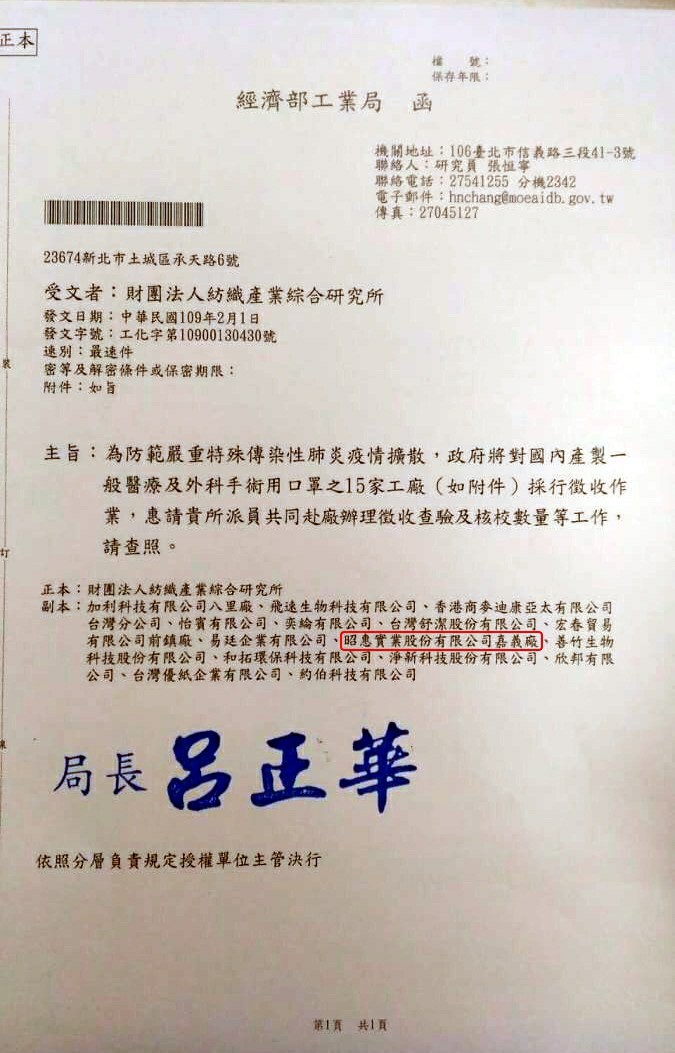 正本
檔　　號：
保存年限：
經濟部工業局　函
機關地址：106臺北市信義路三段41-3號
聯絡人：研究員 張恒寧
聯絡電話：27541255 分機2342
電子郵件：hnchang@moeaidb.gov.tw
傳真：27045127
23674新北市土城區承天路6號
受文者：財團法人紡織產業綜合研究所
發文日期：中華民國109年2月1日
發文字號：工化字第10900130430號
速別：最速件
密等及解密條件或保密期限：
附件：如旨
主旨：為防範嚴重特殊傳染性肺炎疫情擴散，政府將對國內產製一
般醫療及外科手術用口罩之15家工廠（如附件）採行徵收作
業，惠請貴所派員共同赴廠辦理徵收查驗及核校數量等工作，
請查照。
正本：財團法人紡織產業綜合研究所
副本：加利科技有限公司八里廠、飛速生物科技有限公司、香港商麥迪康亞太有限公司
台灣分公司、怡賓有限公司、奕綸有限公司、台灣舒潔股份有限公司、宏春貿易
有限公司前鎮廠、易廷企業有限公司、昭惠實業股份有限公司嘉義廠、善竹生物
科技股份有限公司、和拓環保科技有限公司、淨新科技股份有限公司、欣邦有限
公司、台灣優紙企業有限公司、約伯科技有限公司
局長 呂正華
依照分層負責規定授權單位主管決行
裝
訂
第1頁　共1頁